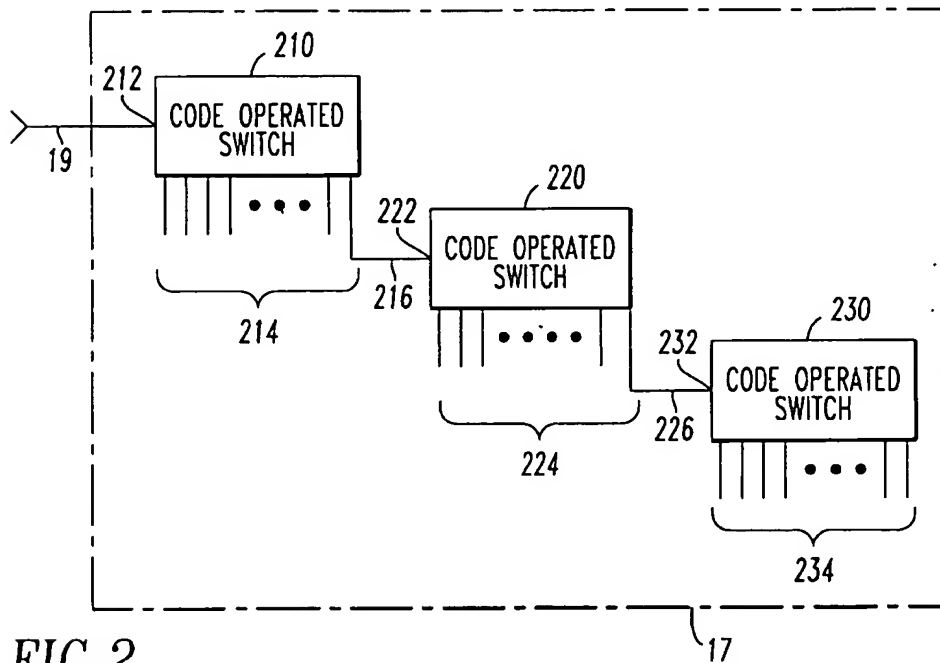 210
212
CODE OPERATED
SWITCH
19
220
222
CODE OPERATED
SWITCH
216
214
230
232
CODE OPERATED
SWITCH
226
224
234
17
FIG. 2